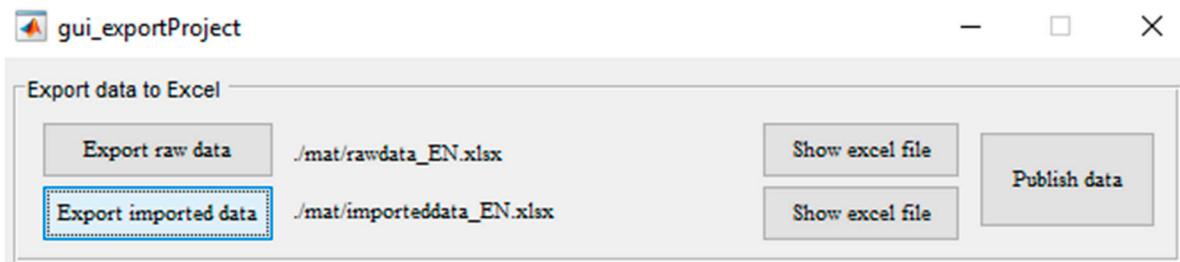 gui_exportProject
Export data to Excel
Export raw data ./mat/rawdata_EN.xlsx Show excel file
Publish data
Export imported data ./mat/importeddata_EN.xlsx Show excel file